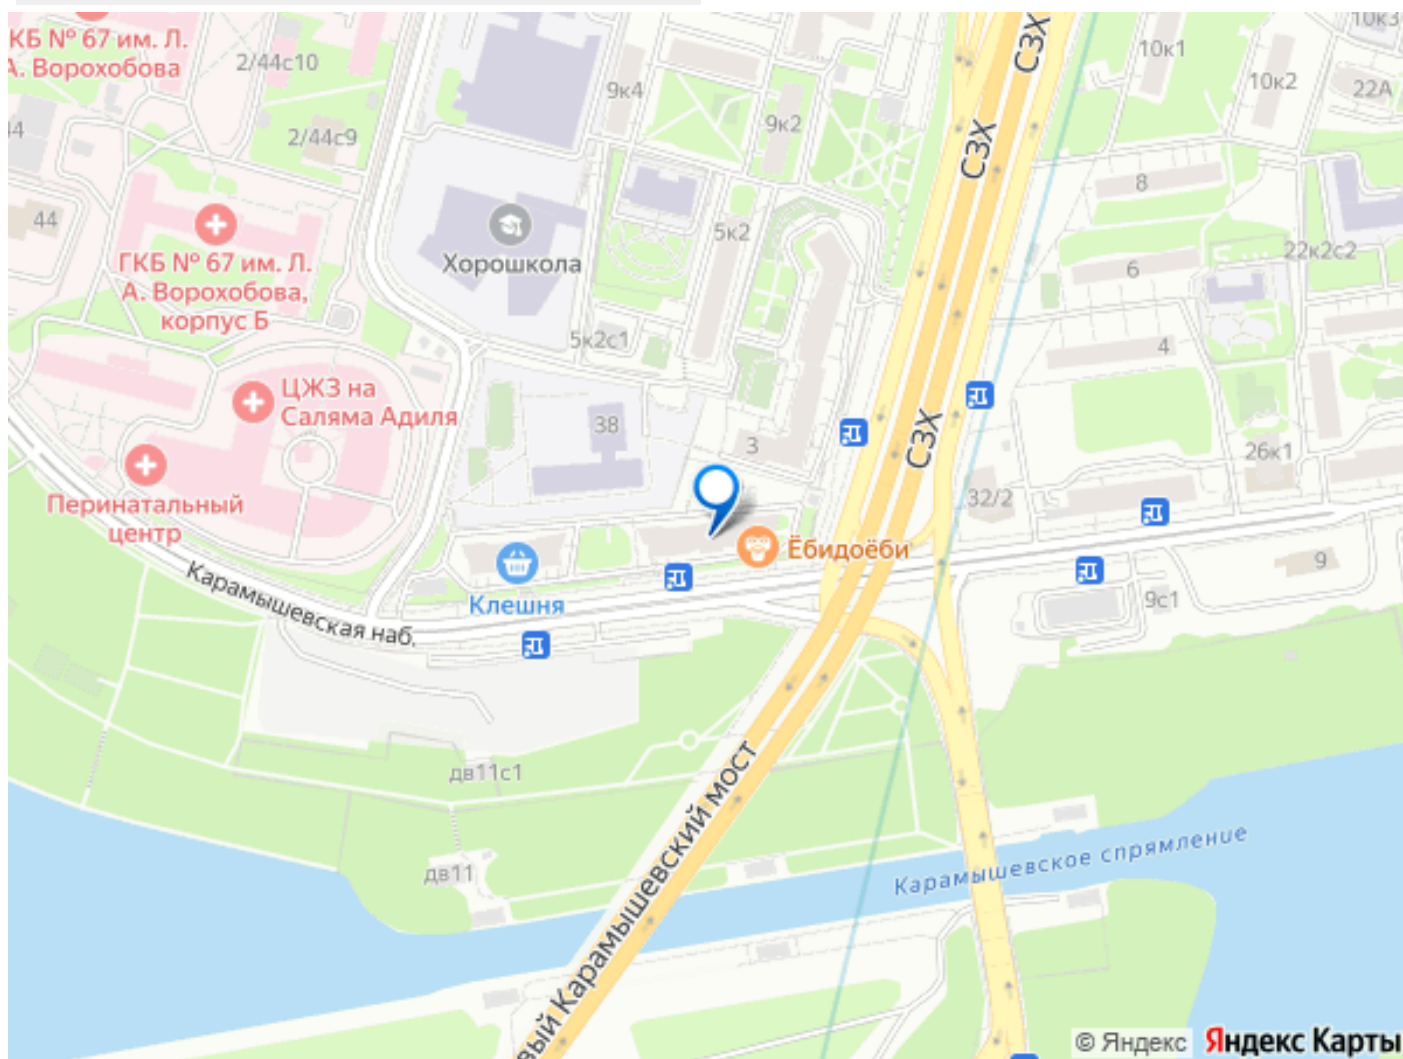 КБ № 67 им. Л.
А. Ворохобова
2/44с10
9к4
9к2
10к1
10к3
10к2
22А
44
2/44с9
44
ГКБ № 67 им. Л.
А. Ворохобова,
корпус Б
Хорошкола
5к2
8
22к2с2
6
5к2с1
4
СЗХ
СЗХ
СЗХ
ЦЖЗ на
Саляма Адиля
38
3
26к1
Перинатальный
центр
32/2
Ёбидоёби
Клешня
9
9с1
Карамышевская наб.
дв11с1
дв11
вый Карамышевский мост
Карамышевское спрямление
© Яндекс Яндекс Карты